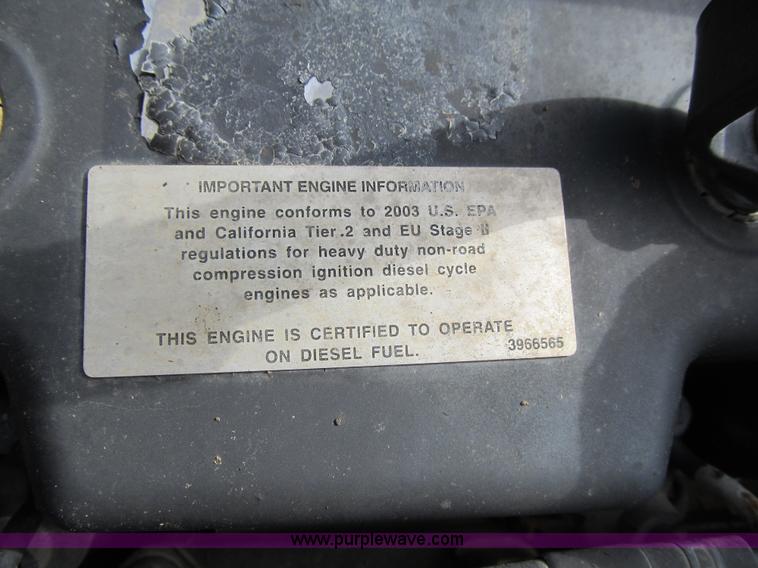 IMPORTANT ENGINE INFORMATION
This engine conforms to 2003 U.S. EPA
and California Tier.2 and EU Stage II
regulations for heavy duty non-road
compression ignition diesel cycle
engines as applicable.
THIS ENGINE IS CERTIFIED TO OPERATE
ON DIESEL FUEL.
3966565
www.purplewave.com